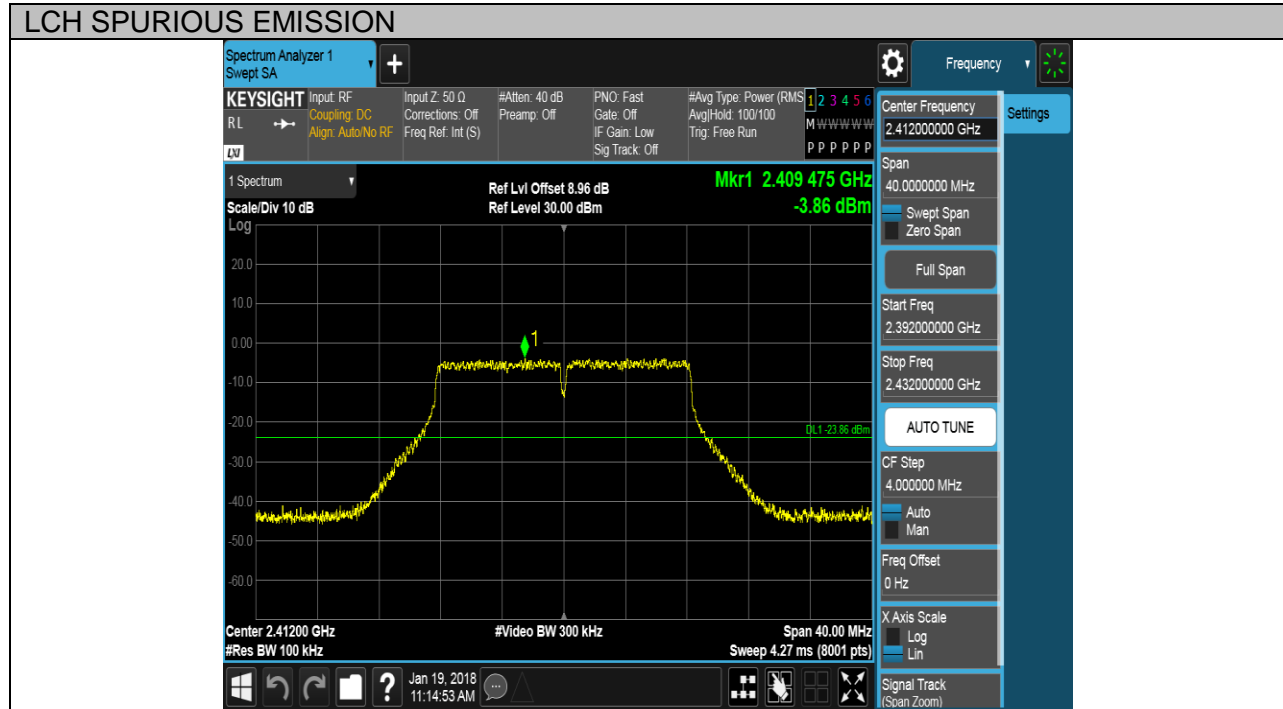 LCH SPURIOUS EMISSION
Spectrum Analyzer 1
Swept SA
+
Frequency
KEYSIGHT
RL
LXI
Input: RF
Coupling: DC
Align: Auto/No RF
Input Z: 50 Ω
Corrections: Off
Freq Ref: Int (S)
#Atten: 40 dB
Preamp: Off
PNO: Fast
Gate: Off
IF Gain: Low
Sig Track: Off
#Avg Type: Power (RMS
Avg|Hold: 100/100
Trig: Free Run
1 2 3 4 5 6
M W W W W W
P P P P P P
1 Spectrum
Scale/Div 10 dB
Log
Ref Lvl Offset 8.96 dB
Ref Level 30.00 dBm
Mkr1 2.409 475 GHz
-3.86 dBm
20.0
10.0
0.00
-10.0
-20.0
-30.0
-40.0
-50.0
-60.0
1
DL1 -23.86 dBm
Center 2.41200 GHz
#Res BW 100 kHz
#Video BW 300 kHz
Span 40.00 MHz
Sweep 4.27 ms (8001 pts)
?
Jan 19, 2018
11:14:53 AM
Center Frequency
2.412000000 GHz
Settings
Span
40.0000000 MHz
Swept Span
Zero Span
Full Span
Start Freq
2.392000000 GHz
Stop Freq
2.432000000 GHz
AUTO TUNE
CF Step
4.000000 MHz
Auto
Man
Freq Offset
0 Hz
X Axis Scale
Log
Lin
Signal Track
(Span Zoom)